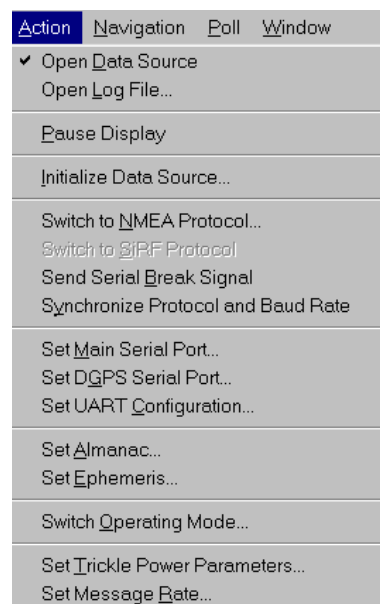 Action Navigation Poll Window
Open Data Source
Open Log File...
Pause Display
Initialize Data Source...
Switch to NMEA Protocol...
Switch to SiRF Protocol
Send Serial Break Signal
Synchronize Protocol and Baud Rate
Set Main Serial Port...
Set DGPS Serial Port...
Set UART Configuration...
Set Almanac...
Set Ephemeris...
Switch Operating Mode...
Set Trickle Power Parameters...
Set Message Rate...